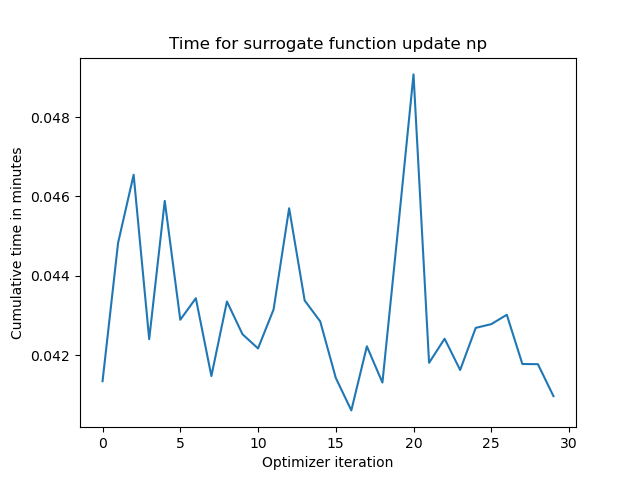 Time for surrogate function update np
Cumulative time in minutes
0.048
0.046
0.044
0.042
0 5 10 15 20 25 30
Optimizer iteration